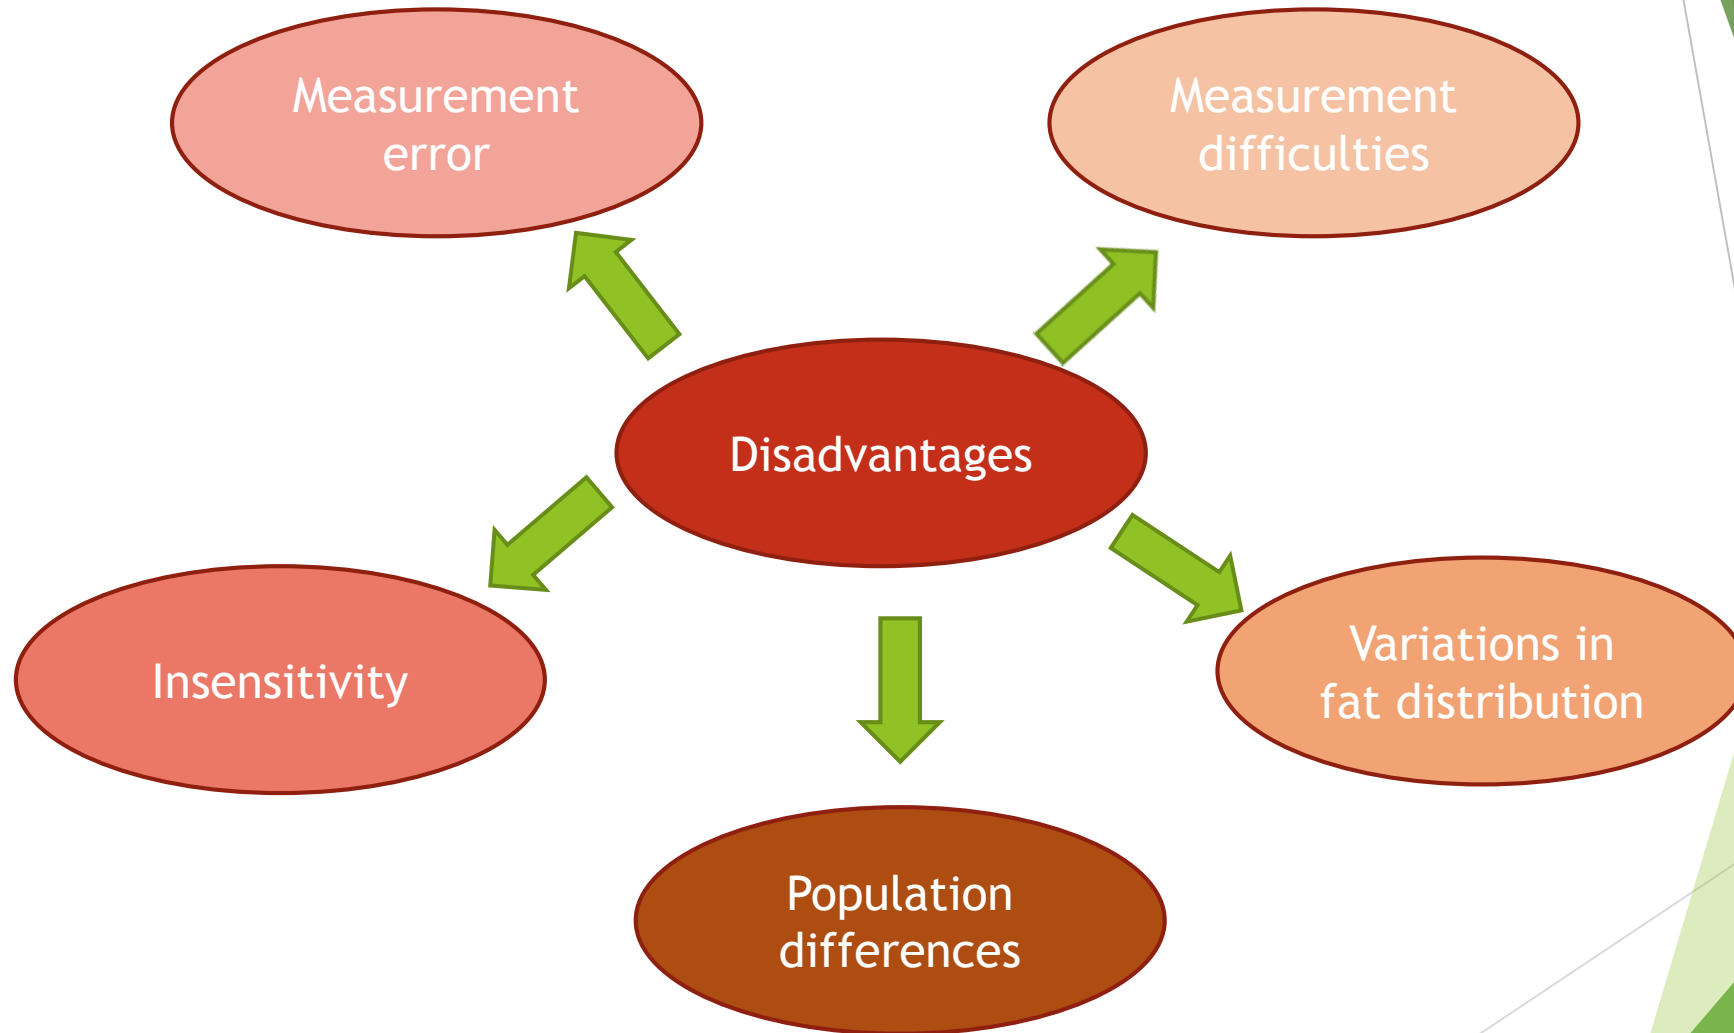 Measurement
error
Measurement
difficulties
Disadvantages
Insensitivity
Variations in
fat distribution
Population
differences